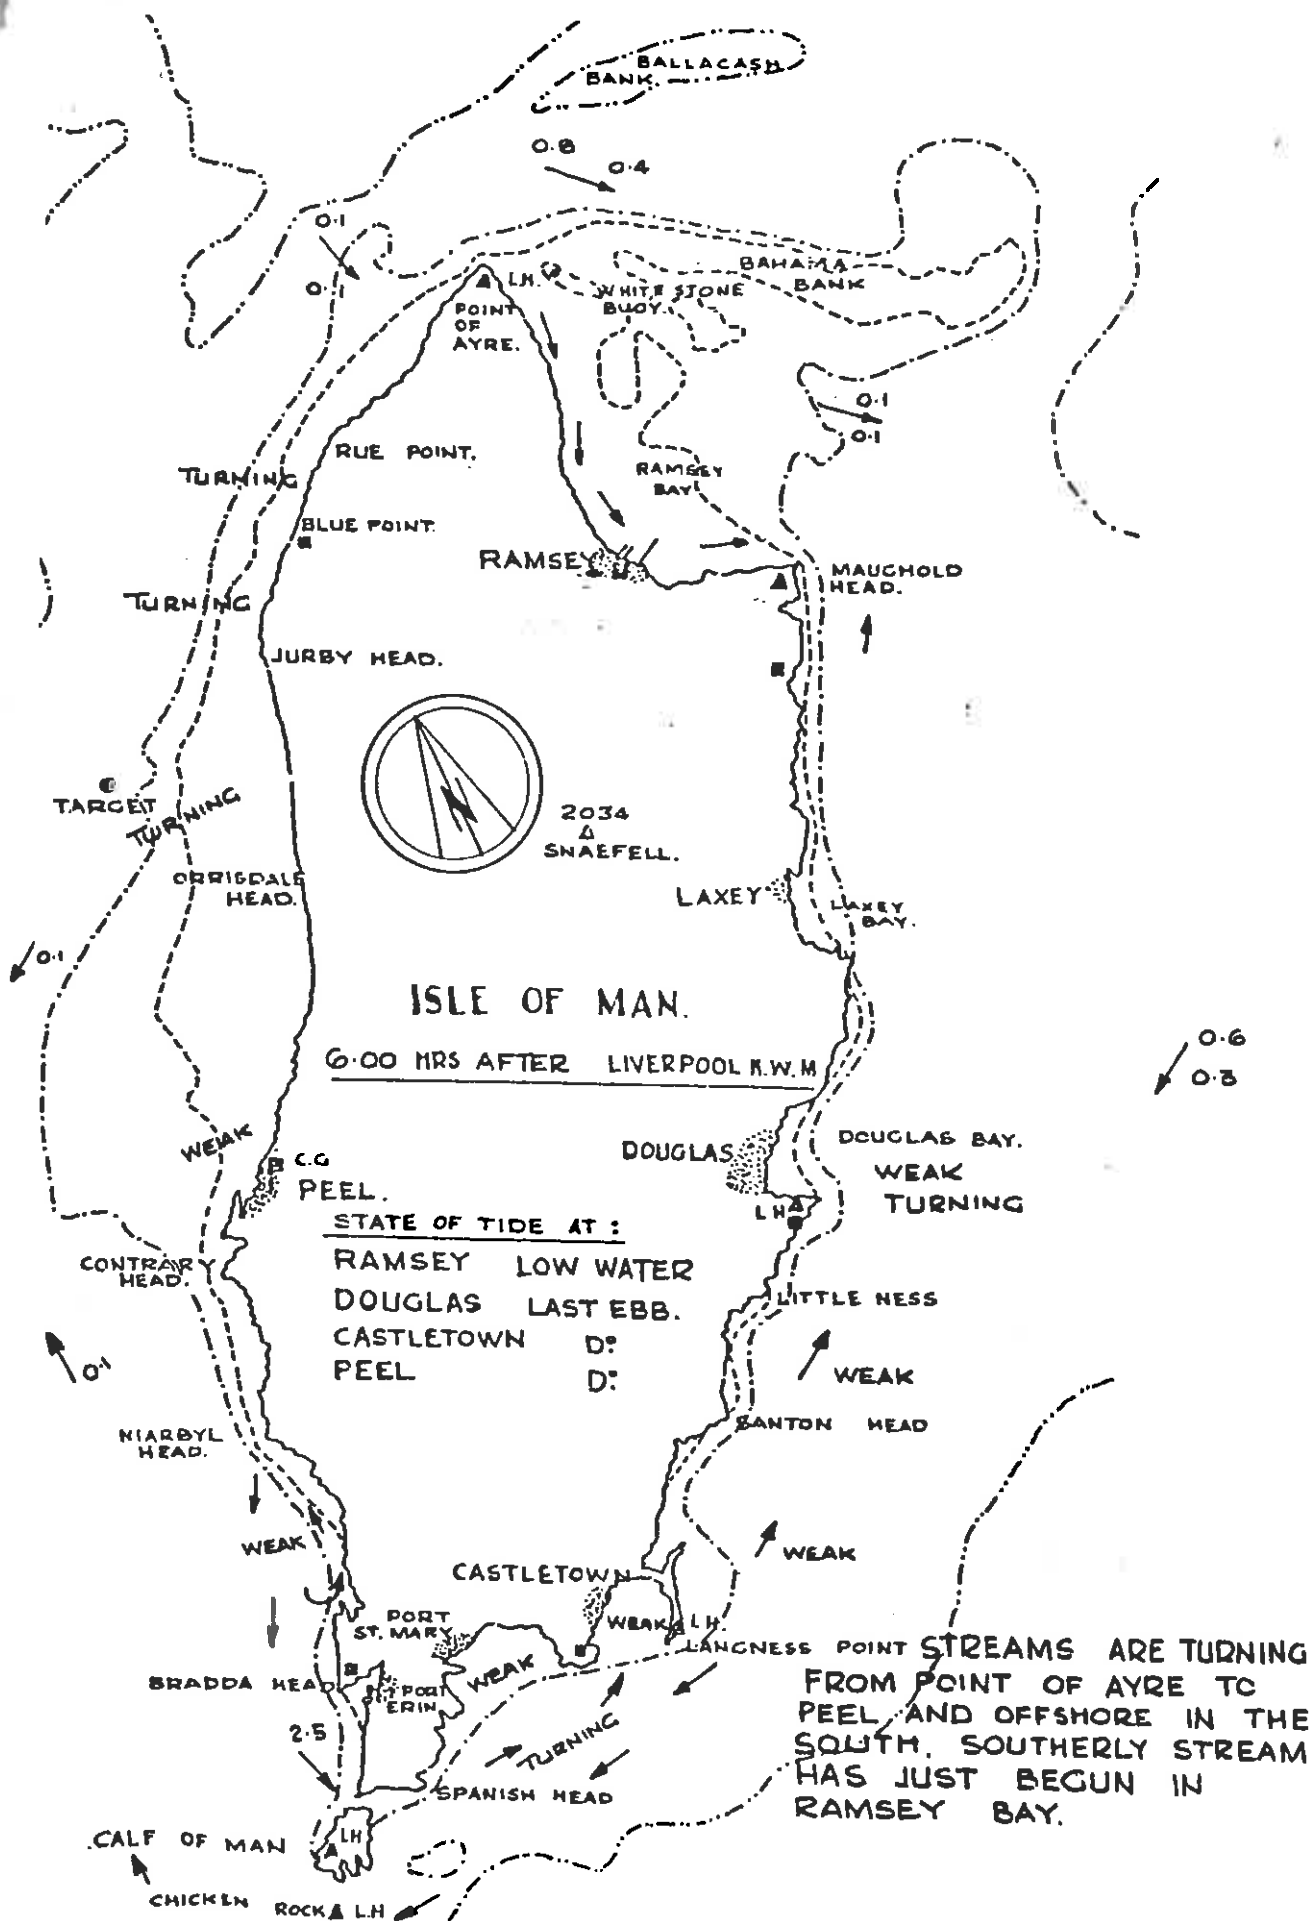 BALLACASH
BANK.
0.8
0.4
0.1
0.1
L.H.
BAHAMA
BANK
WHITESTONE
BUOY.
POINT
OF
AYRE.
0.1
0.1
RUE POINT.
TURNING
RAMSEY
BAY
BLUE POINT.
RAMSEY
MAUGHOLD
HEAD.
TURNING
JURBY HEAD.
N
TARGET
TURNING
2034
SNAEFELL.
ORRISDALE
HEAD.
LAXEY
LAXEY
BAY.
0.1
ISLE OF MAN.
6.00 HRS AFTER LIVERPOOL H.W.M
0.6
0.3
WEAK
C.G
PEEL.
DOUGLAS
DOUGLAS BAY.
WEAK
TURNING
LH
STATE OF TIDE AT :
RAMSEY LOW WATER
DOUGLAS LAST EBB.
CASTLETOWN Dº
PEEL Dº
CONTRARY
HEAD.
LITTLE NESS
0.1
WEAK
SANTON HEAD
NIARBYL
HEAD.
WEAK
WEAK
CASTLETOWN
PORT
ST. MARY
WEAK
L.H.
LANGNESS POINT
WEAK
BRADDA HEAD
PORT
ERIN
2.5
TURNING
SPANISH HEAD
STREAMS ARE TURNING
FROM POINT OF AYRE TO
PEEL, AND OFFSHORE IN THE
SOUTH. SOUTHERLY STREAM
HAS JUST BEGUN IN
RAMSEY BAY.
CALF OF MAN
LH
CHICKEN ROCK L.H